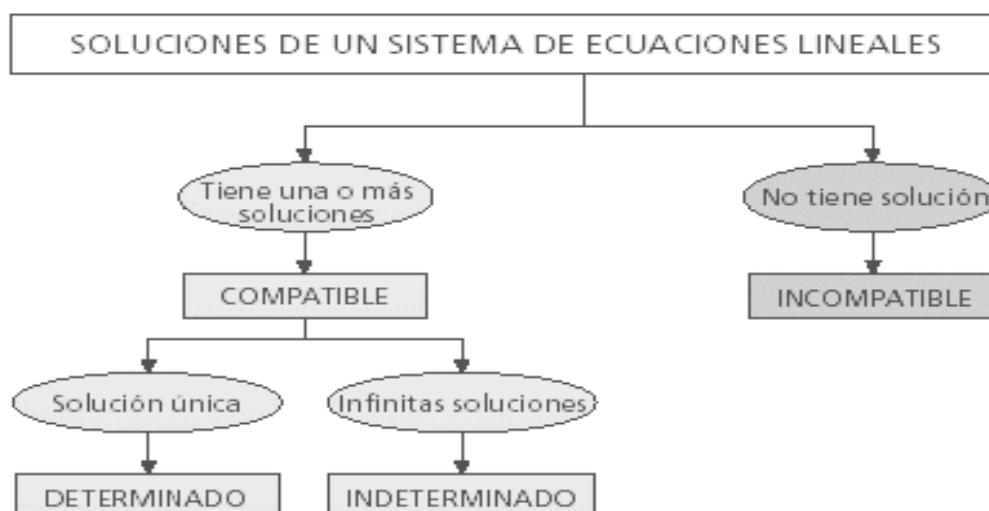 SOLUCIONES DE UN SISTEMA DE ECUACIONES LINEALES
Tiene una o más
soluciones
No tiene solución
COMPATIBLE
INCOMPATIBLE
Solución única
Infinitas soluciones
DETERMINADO
INDETERMINADO